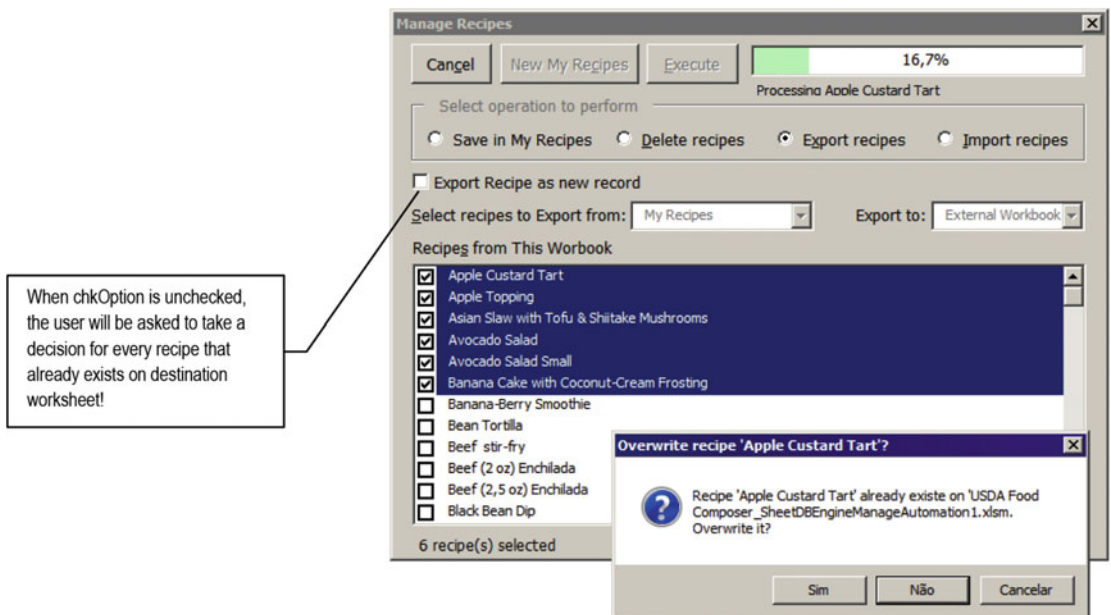 Manage Recipes
Cancel New My Recipes Execute 16,7%
Processing Apple Custard Tart
Select operation to perform
Save in My Recipes Delete recipes Export recipes Import recipes
Export Recipe as new record
Select recipes to Export from: My Recipes Export to: External Workbook
Recipes from This Worbook
Apple Custard Tart
Apple Topping
Asian Slaw with Tofu & Shiitake Mushrooms
Avocado Salad
Avocado Salad Small
Banana Cake with Coconut-Cream Frosting
Banana-Berry Smoothie
Bean Tortilla
Beef stir-fry
Beef (2 oz) Enchilada
Beef (2,5 oz) Enchilada
Black Bean Dip
6 recipe(s) selected
When chkOption is unchecked,
the user will be asked to take a
decision for every recipe that
already exists on destination
worksheet!
Overwrite recipe 'Apple Custard Tart'?
Recipe 'Apple Custard Tart' already existe on 'USDA Food
Composer_SheetDBEngineManageAutomation1.xlsm.
Overwrite it?
Sim Não Cancelar